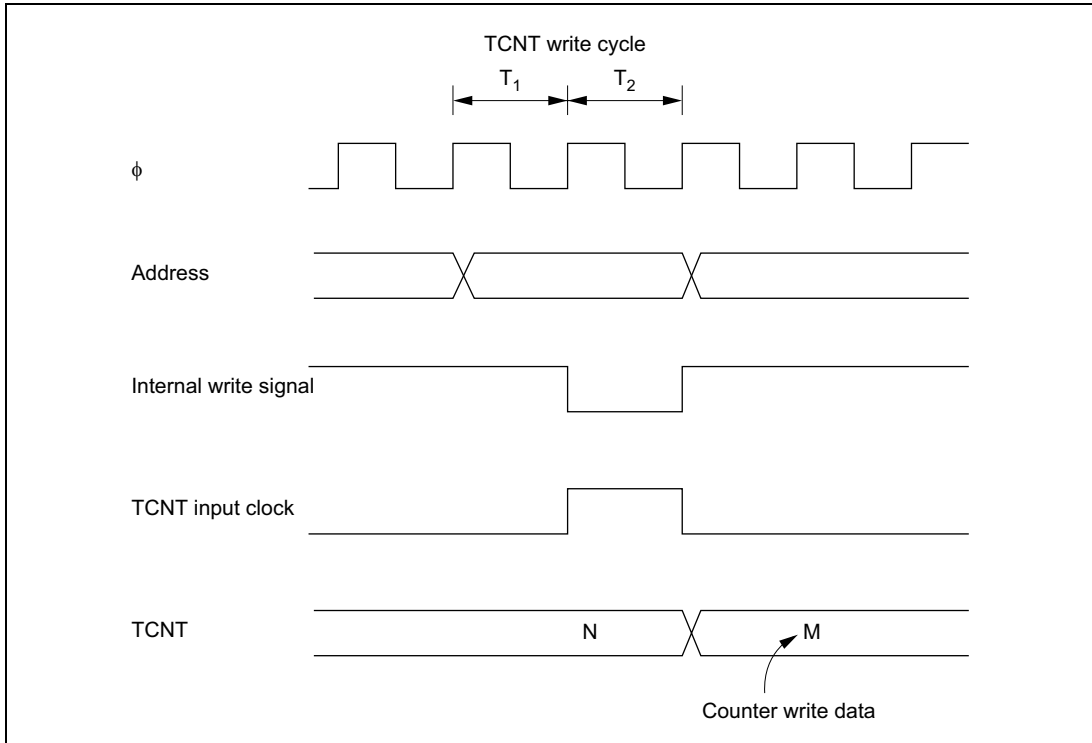 TCNT write cycle
T1 T2
ϕ
Address
Internal write signal
TCNT input clock
TCNT
N M
Counter write data